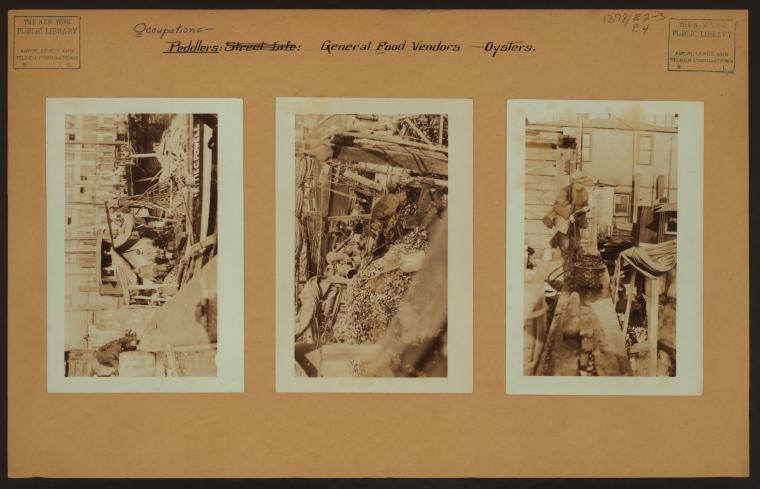 THE NEW YORK
PUBLIC LIBRARY
ASTOR, LENOX AND
TILDEN FOUNDATIONS
Occupations—
Peddlers: Street Life: General Food Vendors — Oysters.
1378/E2-3
E4
THE NEW YORK
PUBLIC LIBRARY
ASTOR, LENOX AND
TILDEN FOUNDATIONS